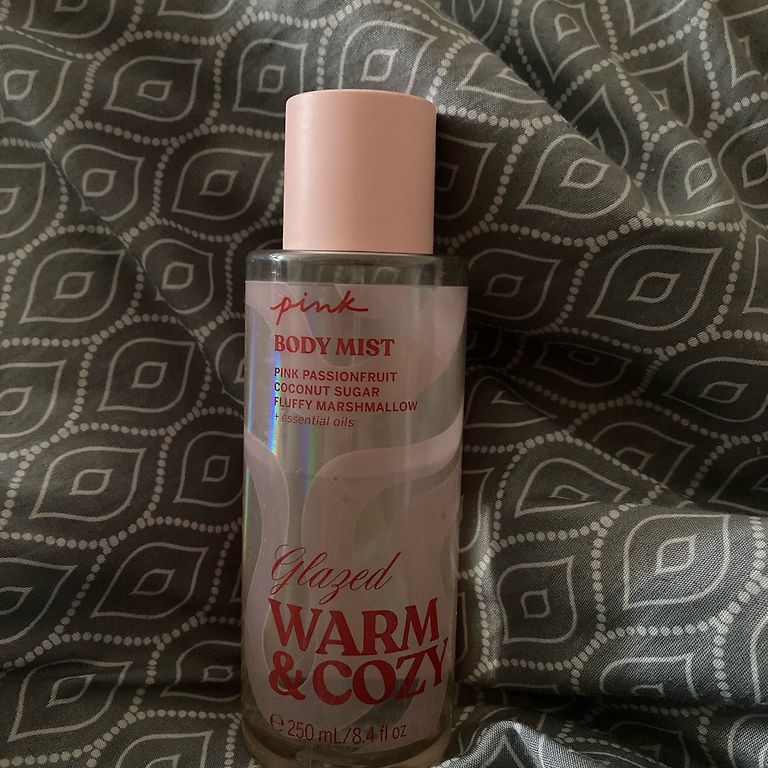 pink
BODY MIST
PINK PASSIONFRUIT
COCONUT SUGAR
FLUFFY MARSHMALLOW
+ essential oils
Glazed
WARM
& COZY
℮ 250 mL/8.4 fl oz